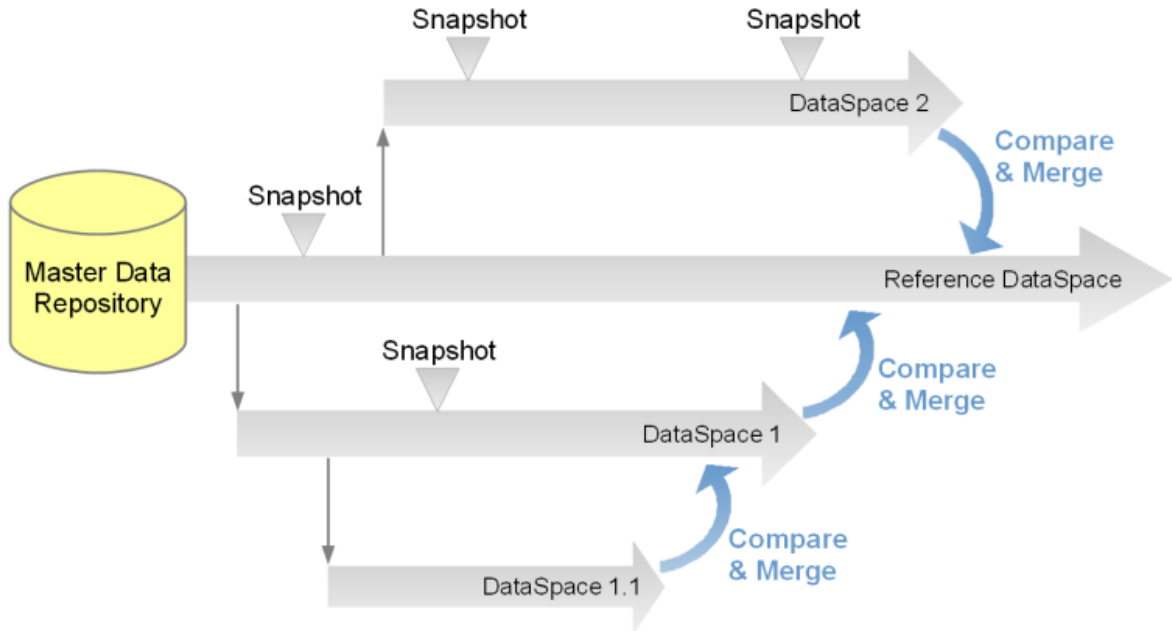 Snapshot
Snapshot
DataSpace 2
Compare
& Merge
Snapshot
Master Data
Repository
Reference DataSpace
Snapshot
Compare
& Merge
DataSpace 1
Compare
& Merge
DataSpace 1.1